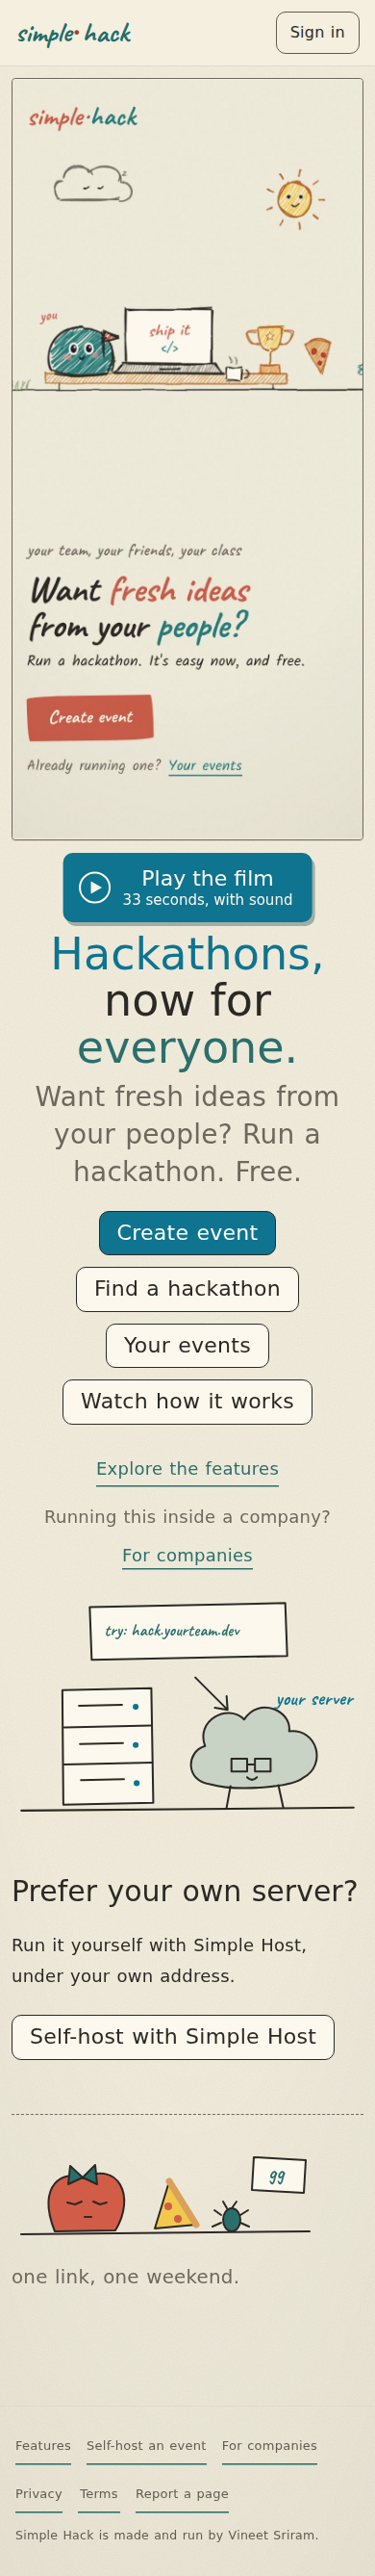 simple·hack
Sign in
simple·hack
z
you
ship it
</>
your team, your friends, your class
Want fresh ideas
from your people?
Run a hackathon. It's easy now, and free.
Create event
Already running one? Your events
Play the film
33 seconds, with sound
Hackathons,
now for
everyone.
Want fresh ideas from
your people? Run a
hackathon. Free.
Create event
Find a hackathon
Your events
Watch how it works
Explore the features
Running this inside a company?
For companies
try: hack.yourteam.dev
your server
Prefer your own server?
Run it yourself with Simple Host,
under your own address.
Self-host with Simple Host
gg
one link, one weekend.
Features Self-host an event For companies
Privacy Terms Report a page
Simple Hack is made and run by Vineet Sriram.